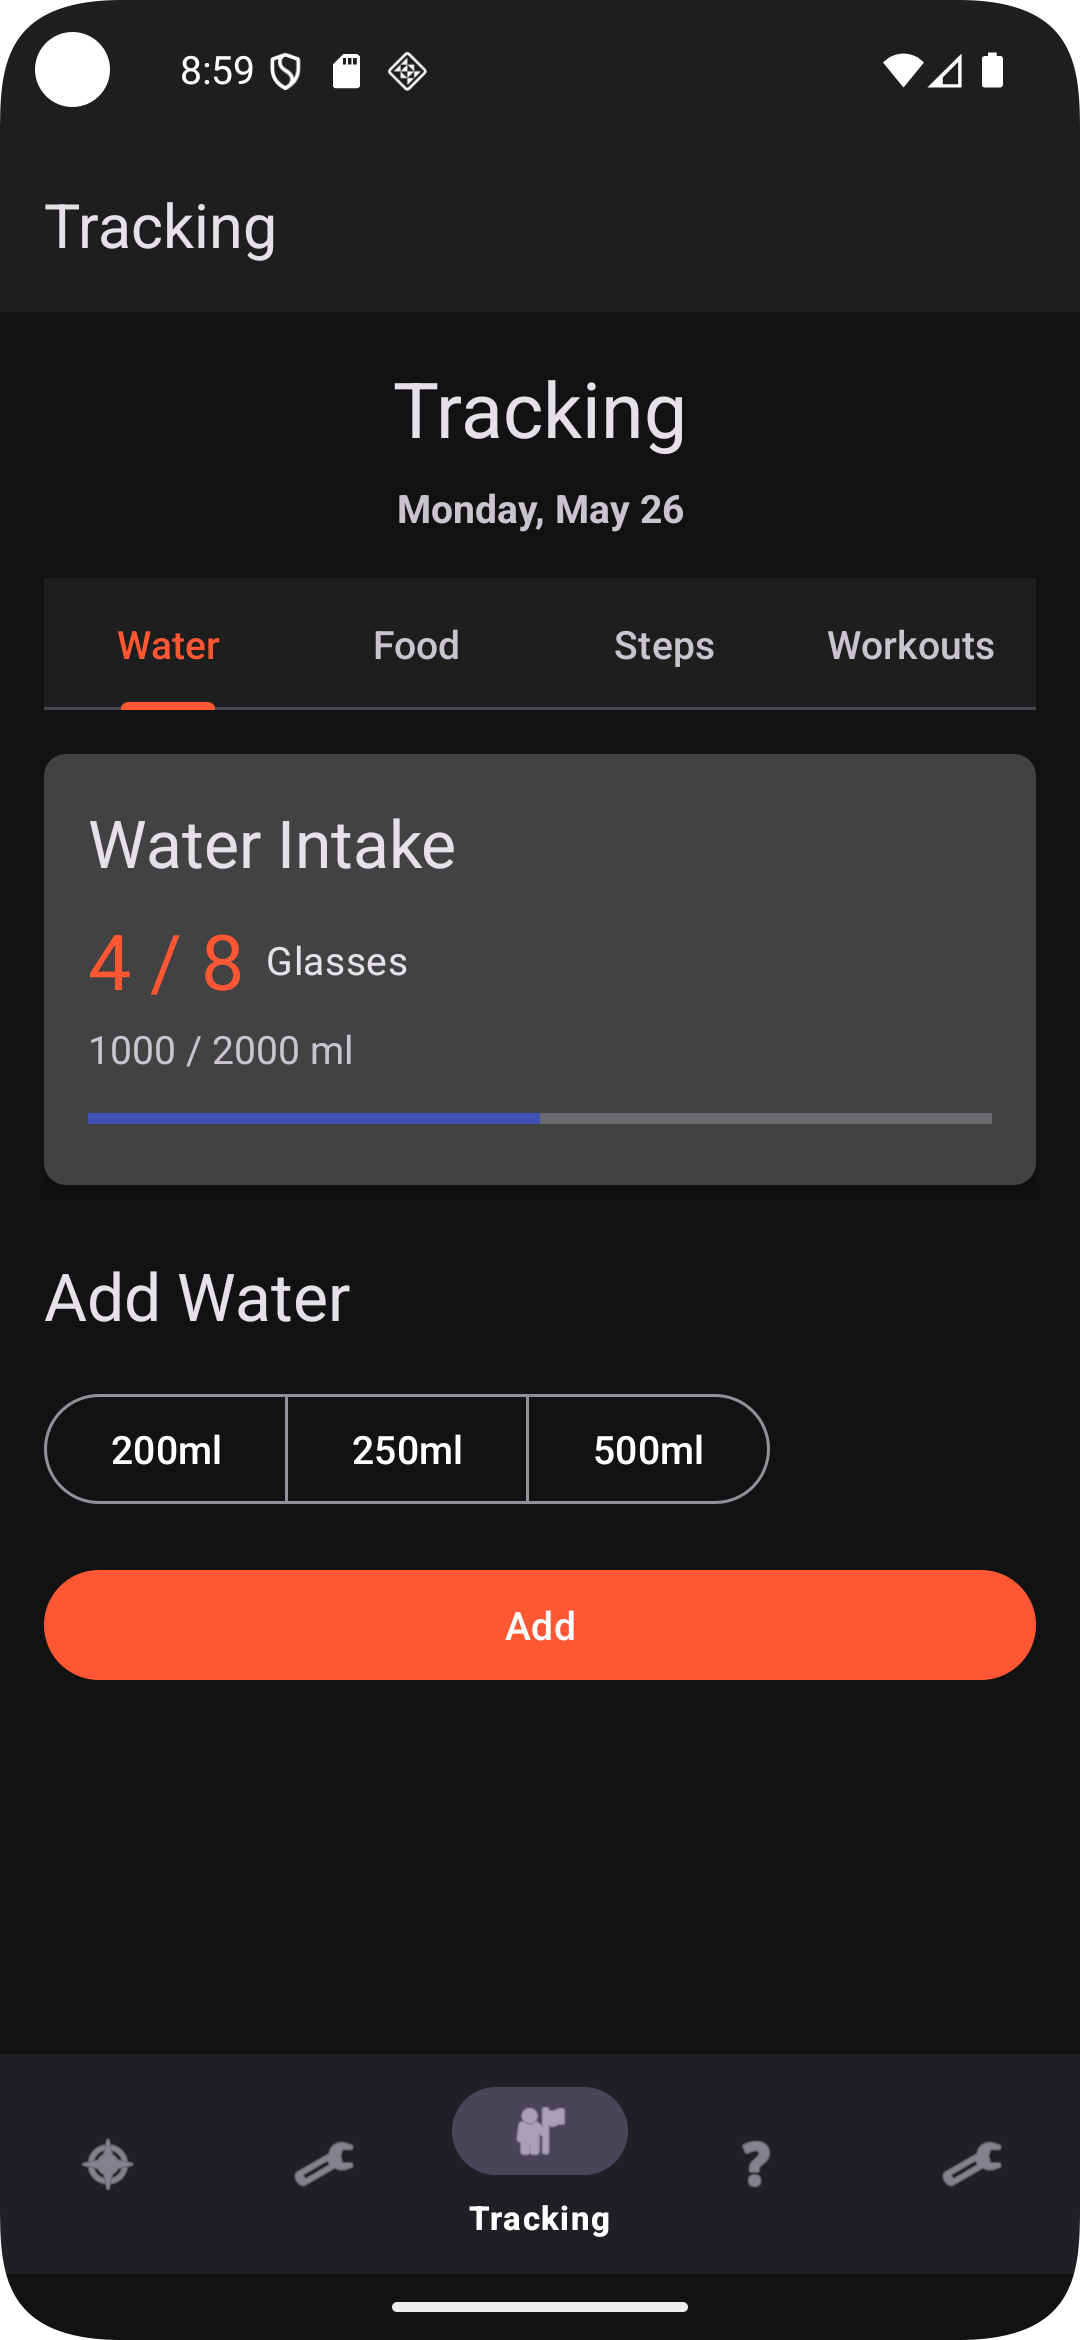 8:59
Tracking
Tracking
Monday, May 26
Water Food Steps Workouts
Water Intake
4 / 8 Glasses
1000 / 2000 ml
Add Water
200ml 250ml 500ml
Add
Tracking